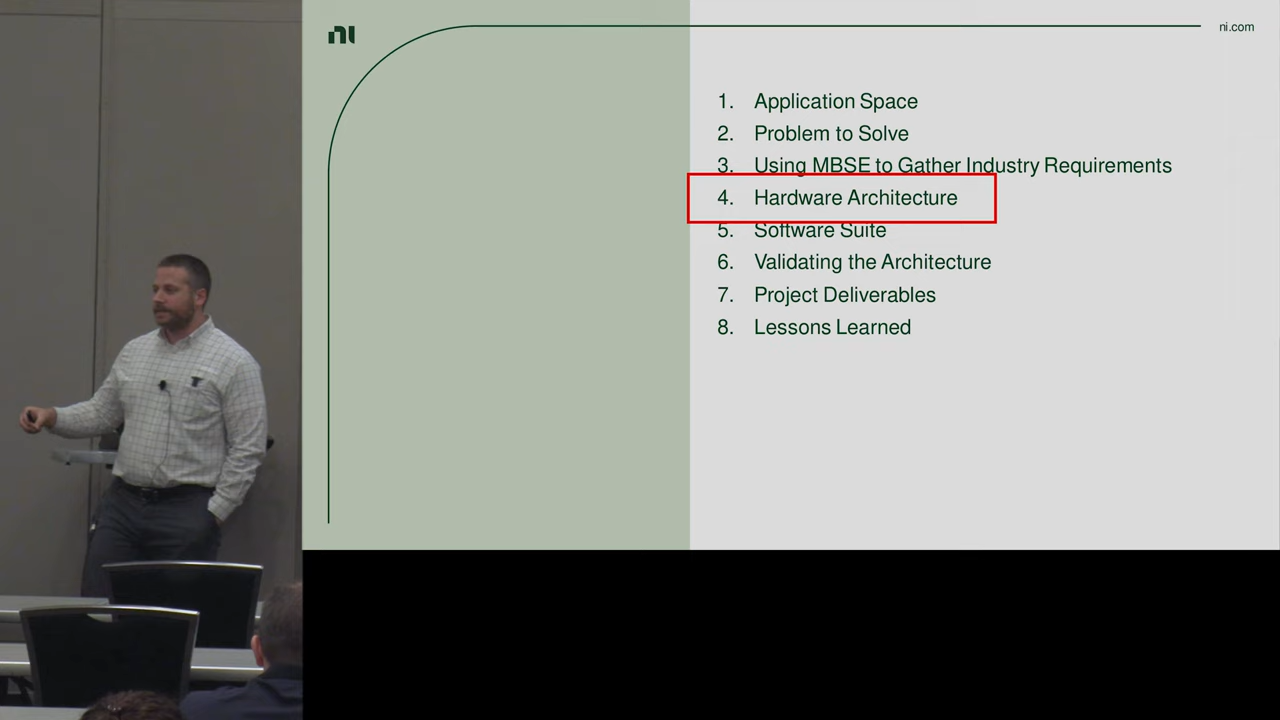 ni
ni.com
1. Application Space
2. Problem to Solve
3. Using MBSE to Gather Industry Requirements
4. Hardware Architecture
5. Software Suite
6. Validating the Architecture
7. Project Deliverables
8. Lessons Learned